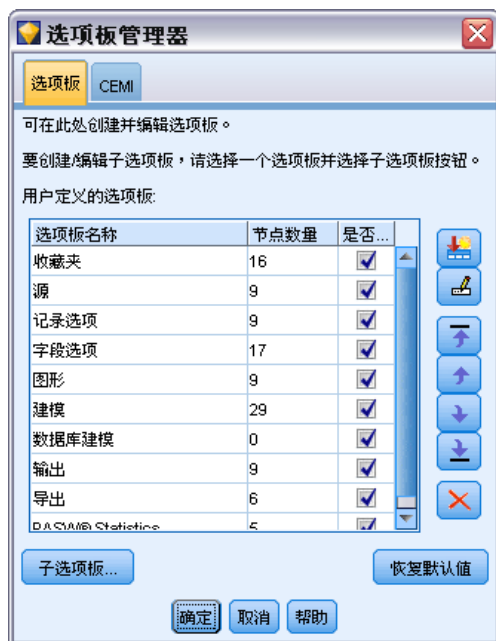 选项板管理器
选项板 CEMI
可在此处创建并编辑选项板。
要创建/编辑子选项板，请选择一个选项板并选择子选项板按钮。
用户定义的选项板:
选项板名称 节点数量 是否...
收藏夹 16
源 9
记录选项 9
字段选项 17
图形 9
建模 29
数据库建模 0
输出 9
导出 6
PASW® Statistics 5
子选项板... 恢复默认值
确定 取消 帮助